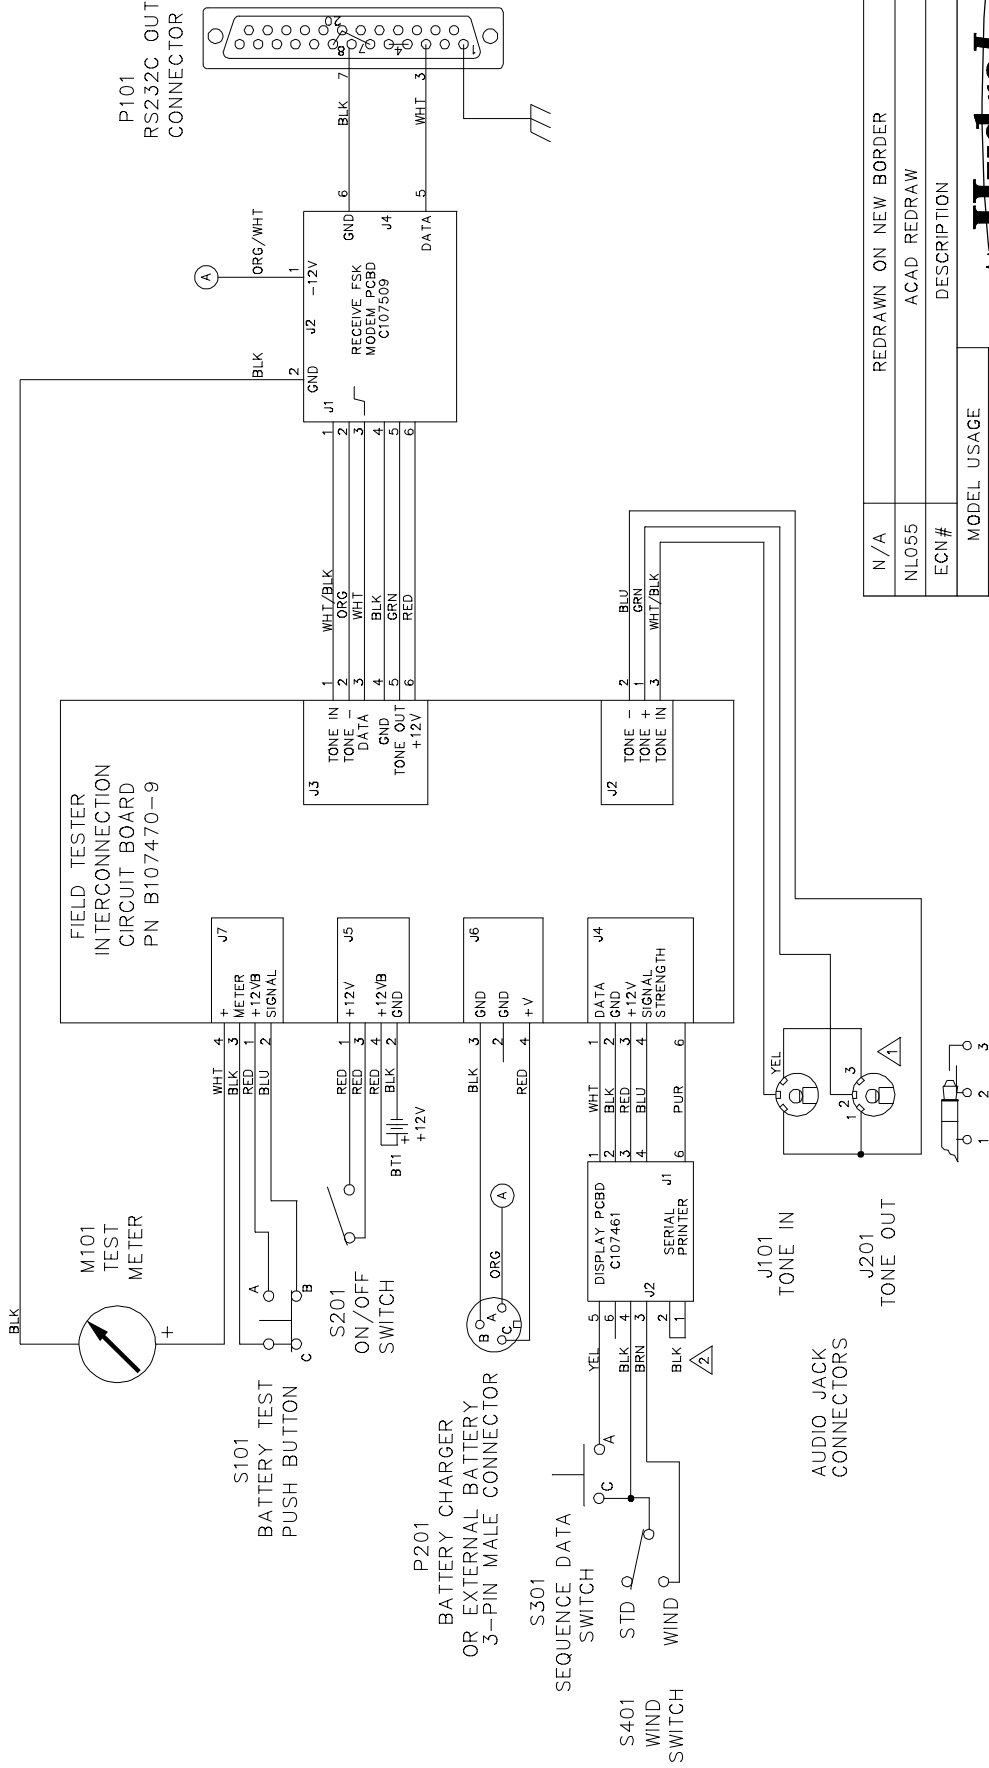 P101
RS232C OUT
CONNECTOR
20
8
7
4
1
BLK
7
WHT
3
6
GND
J4
5
DATA
A
ORG/WHT
1
-12V
J2
RECEIVE FSK
MODEM PCBD
C107509
BLK
2
GND
J1
1
2
3
4
5
6
WHT/BLK
ORG
WHT
BLK
GRN
RED
1
2
3
4
5
6
TONE IN
TONE -
DATA
GND
TONE OUT
+12V
J3
BLU
GRN
WHT/BLK
2
1
3
TONE -
TONE +
TONE IN
J2
FIELD TESTER
INTERCONNECTION
CIRCUIT BOARD
PN B107470-9
J7
+
METER
+12VB
SIGNAL
4
3
1
2
WHT
BLK
RED
BLU
J5
+12V
+12VB
GND
1
3
4
2
RED
RED
RED
BLK
BT1
+
+
+12V
J6
GND
GND
+V
3
2
4
BLK
RED
J4
DATA
GND
+12V
SIGNAL
STRENGTH
1
2
3
4
6
WHT
BLK
RED
BLU
PUR
1
2
3
4
6
DISPLAY PCBD
C107461
J1
SERIAL
PRINTER
J2
5
6
4
3
2
1
YEL
BLK
BRN
BLK
2
M101
TEST
METER
BLK
+
A
B
C
S101
BATTERY TEST
PUSH BUTTON
S201
ON/OFF
SWITCH
A
ORG
B
A
C
P201
BATTERY CHARGER
OR EXTERNAL BATTERY
3-PIN MALE CONNECTOR
A
C
S301
SEQUENCE DATA
SWITCH
STD
WIND
S401
WIND
SWITCH
YEL
1
2
3
1
J101
TONE IN
J201
TONE OUT
1
2
3
AUDIO JACK
CONNECTORS
N/A
REDRAWN ON NEW BORDER
NL055
ACAD REDRAW
ECN#
DESCRIPTION
MODEL USAGE